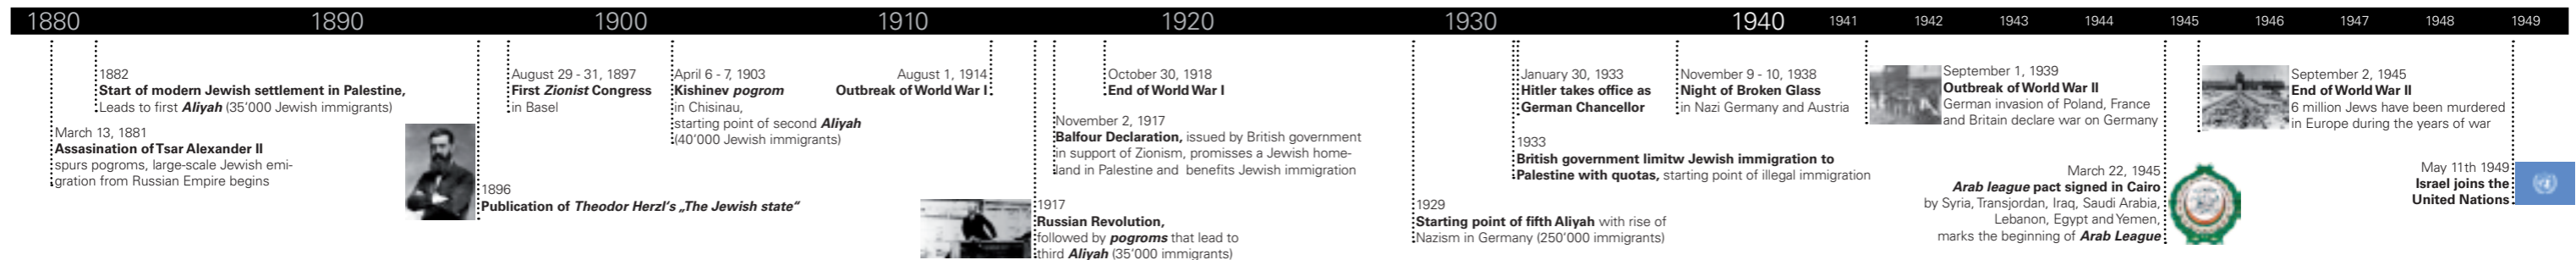 1880 1890 1900 1910 1920 1930 1940 1941 1942 1943 1944 1945 1946 1947 1948 1949
March 13, 1881
Assasination of Tsar Alexander II
spurs pogroms, large-scale Jewish emi-
gration from Russian Empire begins
1882
Start of modern Jewish settlement in Palestine,
Leads to first Aliyah (35'000 Jewish immigrants)
1896
Publication of Theodor Herzl's „The Jewish state“
August 29 - 31, 1897
First Zionist Congress
in Basel
April 6 - 7, 1903
Kishinev pogrom
in Chisinau,
starting point of second Aliyah
(40'000 Jewish immigrants)
August 1, 1914
Outbreak of World War I
1917
Russian Revolution,
followed by pogroms that lead to
third Aliyah (35'000 immigrants)
November 2, 1917
Balfour Declaration, issued by British government
in support of Zionism, promisses a Jewish home-
land in Palestine and benefits Jewish immigration
October 30, 1918
End of World War I
1929
Starting point of fifth Aliyah with rise of
Nazism in Germany (250'000 immigrants)
January 30, 1933
Hitler takes office as
German Chancellor
1933
British government limitw Jewish immigration to
Palestine with quotas, starting point of illegal immigration
November 9 - 10, 1938
Night of Broken Glass
in Nazi Germany and Austria
September 1, 1939
Outbreak of World War II
German invasion of Poland, France
and Britain declare war on Germany
March 22, 1945
Arab league pact signed in Cairo
by Syria, Transjordan, Iraq, Saudi Arabia,
Lebanon, Egypt and Yemen,
marks the beginning of Arab League
September 2, 1945
End of World War II
6 million Jews have been murdered
in Europe during the years of war
May 11th 1949
Israel joins the
United Nations